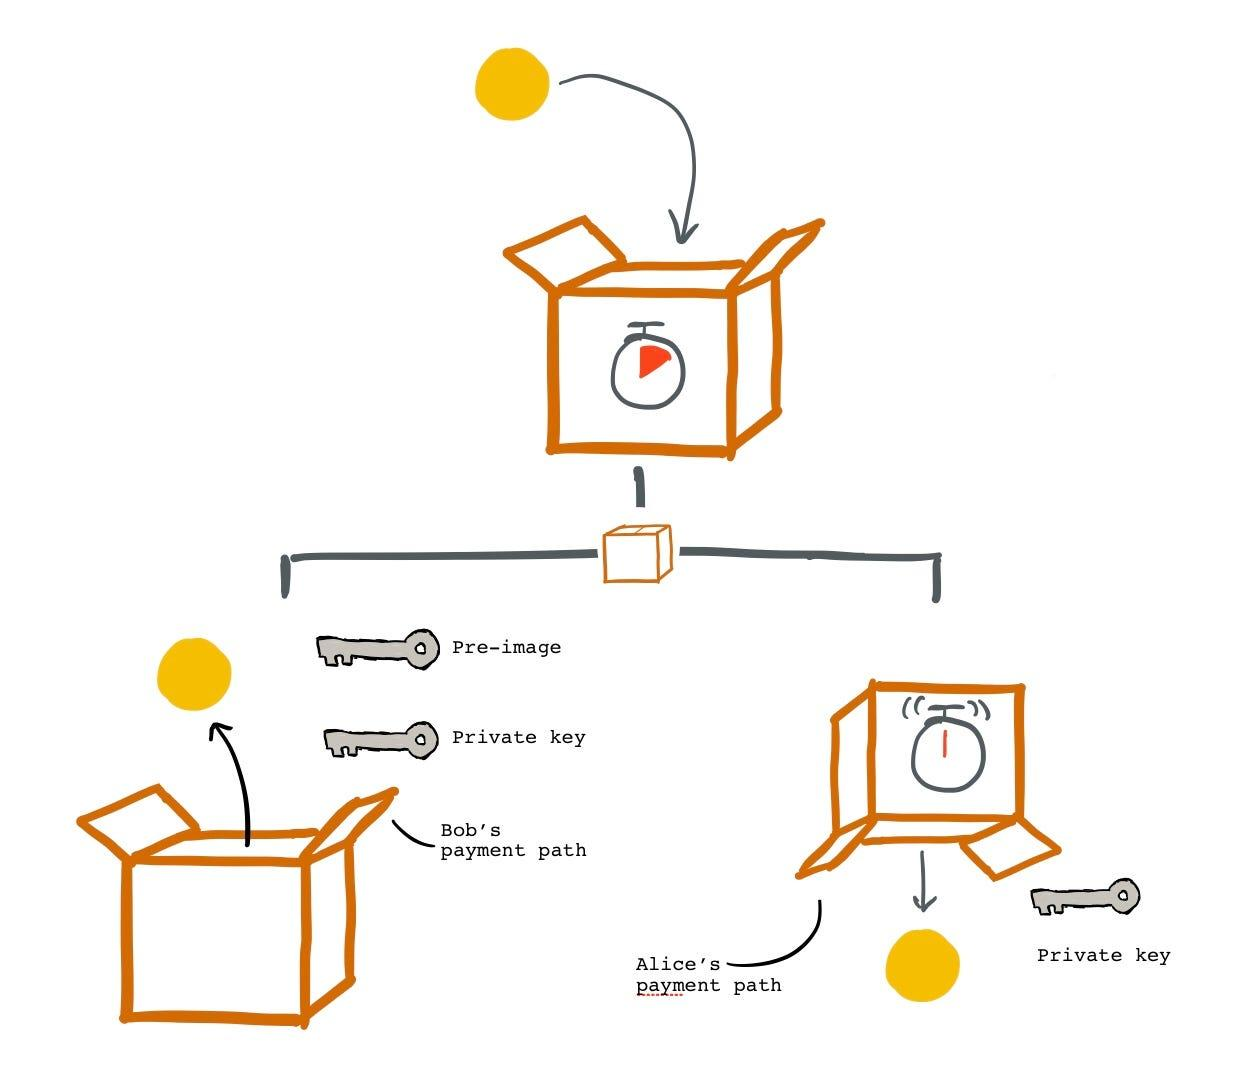 Pre-image
Private key
Bob’s
payment path
Alice’s
payment path
Private key